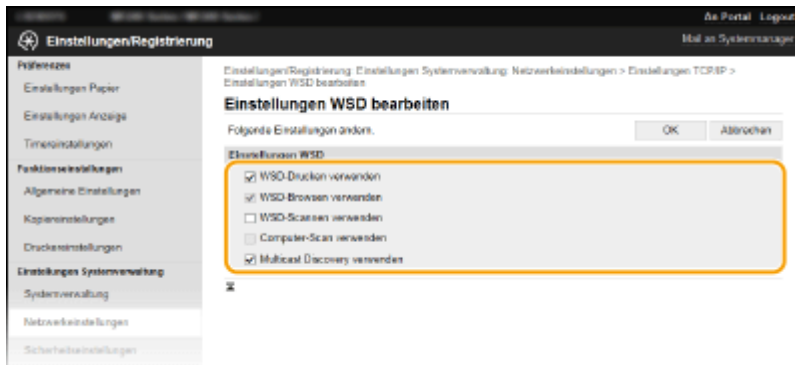 An Portal Logout
Einstellungen/Registrierung
Mail an Systemmanager
Präferenzen
Einstellungen Papier
Einstellungen Anzeige
Timereinstellungen
Funktionseinstellungen
Allgemeine Einstellungen
Kopiereinstellungen
Druckereinstellungen
Einstellungen Systemverwaltung
Systemverwaltung
Netzwerkeinstellungen
Sicherheitseinstellungen
Einstellungen/Registrierung: Einstellungen Systemverwaltung: Netzwerkeinstellungen > Einstellungen TCP/IP >
Einstellungen WSD bearbeiten
Einstellungen WSD bearbeiten
Folgende Einstellungen ändern.
OK
Abbrechen
Einstellungen WSD
WSD-Drucken verwenden
WSD-Browsen verwenden
WSD-Scannen verwenden
Computer-Scan verwenden
Multicast Discovery verwenden